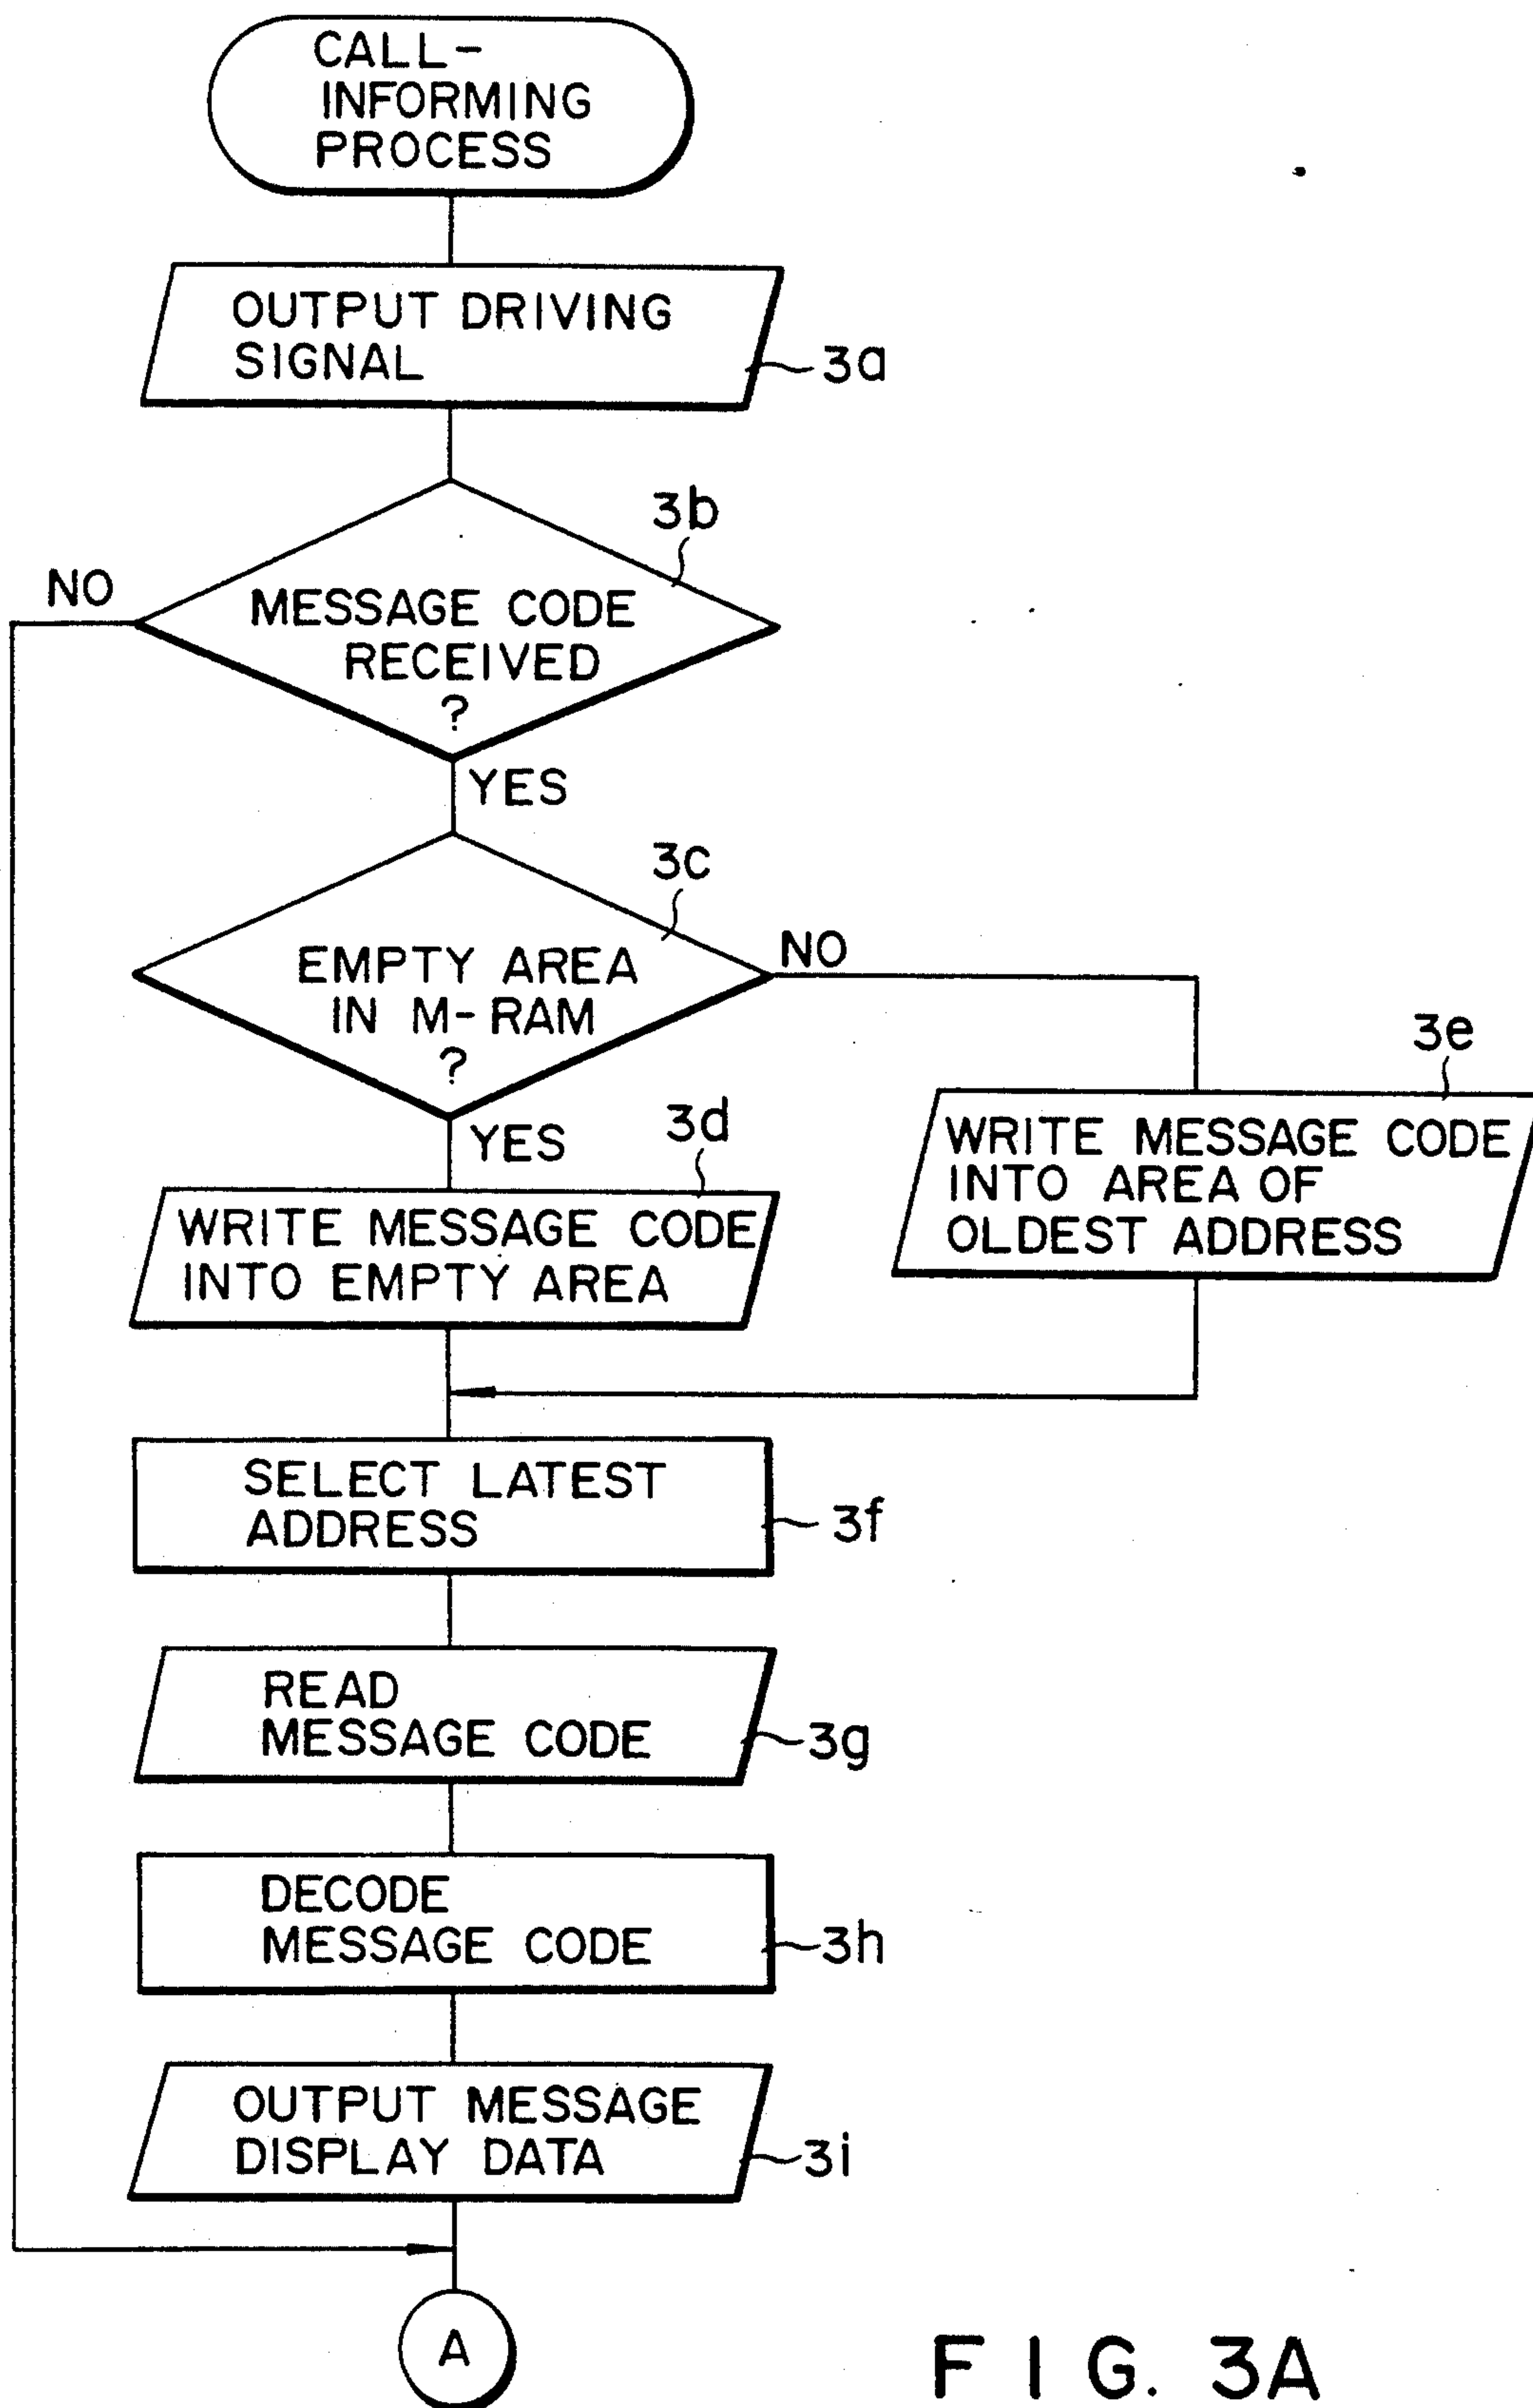 CALL-
INFORMING
PROCESS
OUTPUT DRIVING
SIGNAL
3a
3b
NO
MESSAGE CODE
RECEIVED
?
YES
3c
NO
EMPTY AREA
IN M-RAM
?
YES
3d
3e
WRITE MESSAGE CODE
INTO AREA OF
OLDEST ADDRESS
WRITE MESSAGE CODE
INTO EMPTY AREA
SELECT LATEST
ADDRESS
3f
READ
MESSAGE CODE
3g
DECODE
MESSAGE CODE
3h
OUTPUT MESSAGE
DISPLAY DATA
3i
A
FIG. 3A